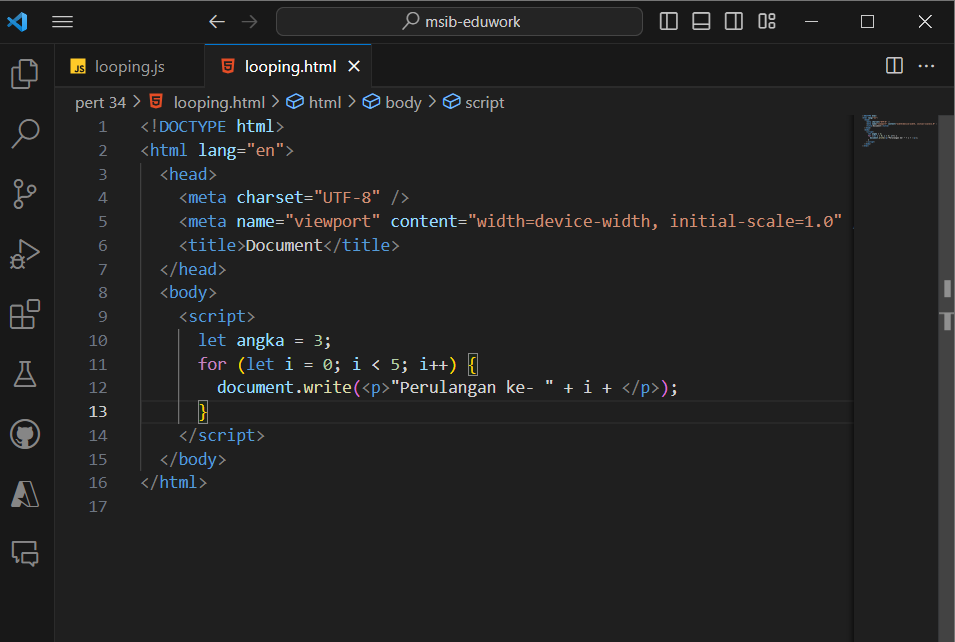 msib-eduwork
JS looping.js
looping.html
pert 34 > looping.html > html > body > script
1 <!DOCTYPE html>
2 <html lang="en">
3 <head>
4 <meta charset="UTF-8" />
5 <meta name="viewport" content="width=device-width, initial-scale=1.0"
6 <title>Document</title>
7 </head>
8 <body>
9 <script>
10 let angka = 3;
11 for (let i = 0; i < 5; i++) {
12 document.write(<p>"Perulangan ke- " + i + </p>);
13 }
14 </script>
15 </body>
16 </html>
17